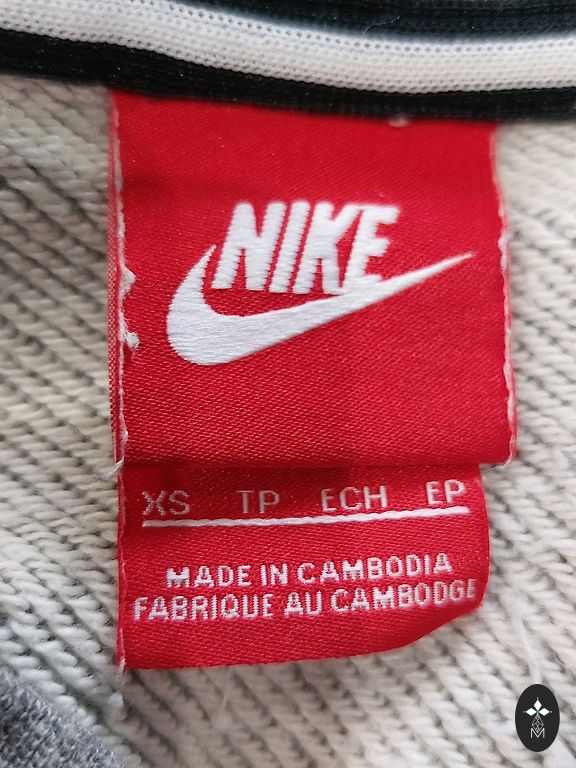 NIKE
XS TP ECH EP
MADE IN CAMBODIA
FABRIQUE AU CAMBODGE
M